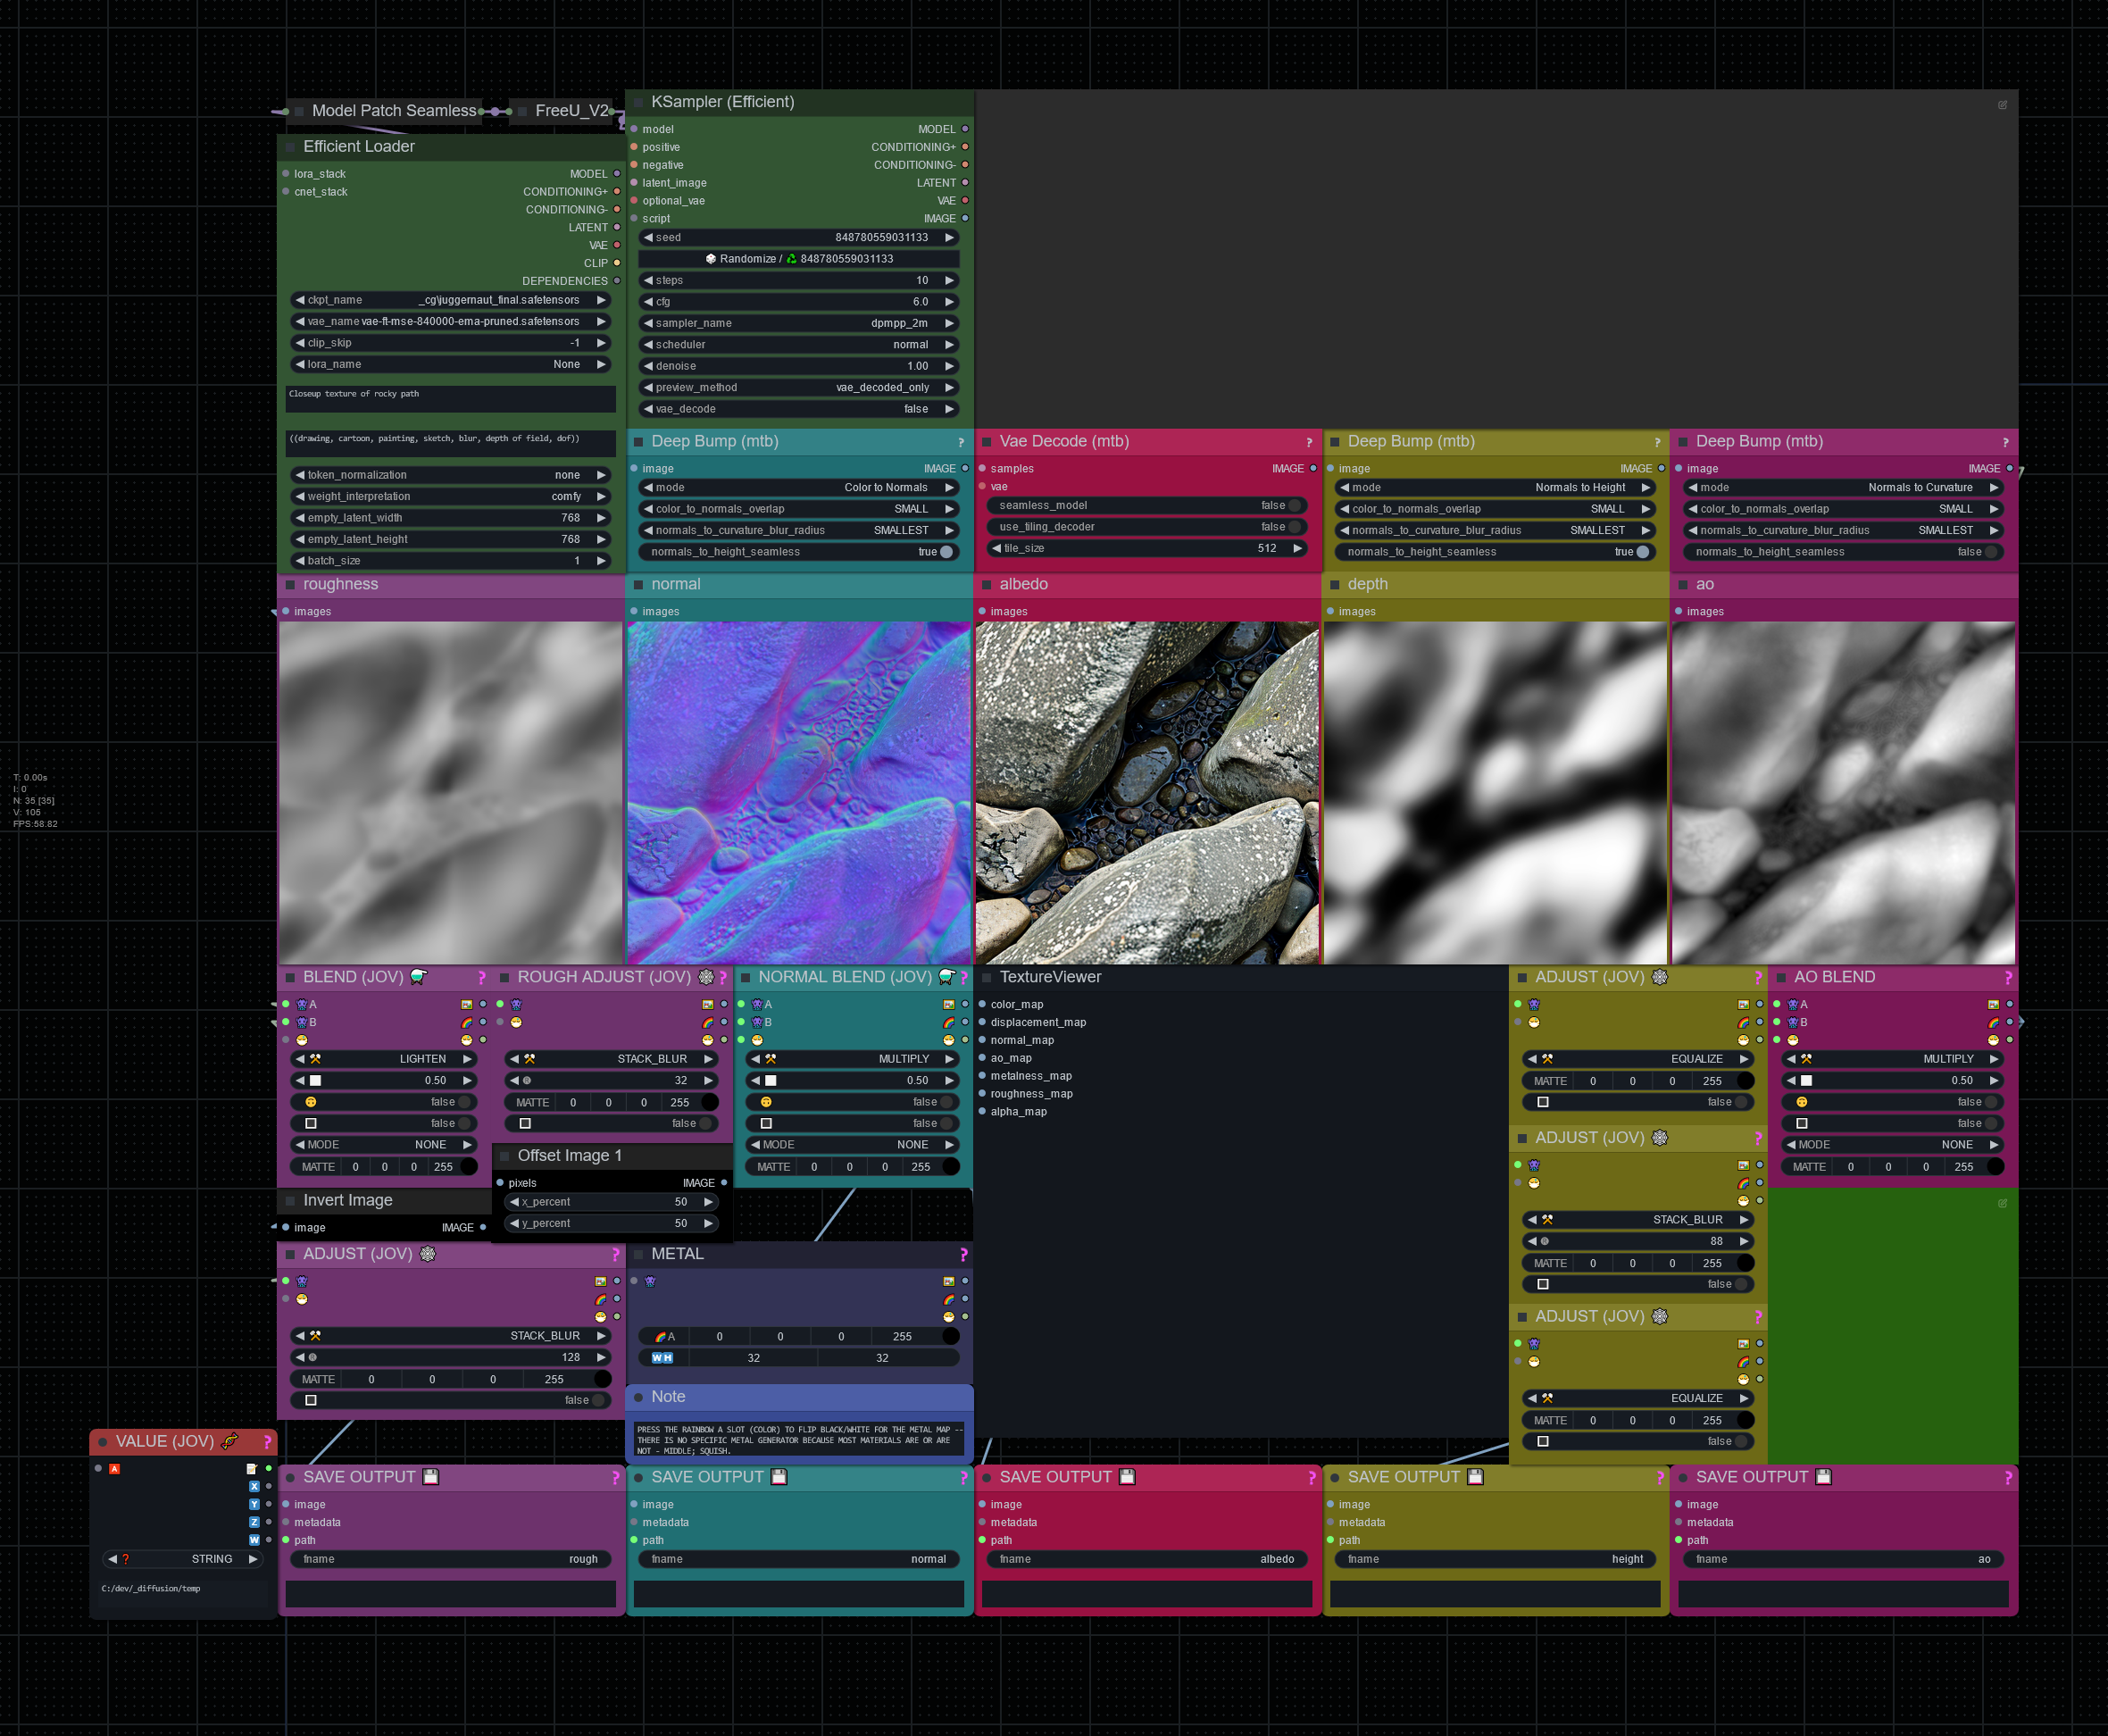 Model Patch Seamless
FreeU_V2
KSampler (Efficient)
model MODEL
positive CONDITIONING+
negative CONDITIONING-
latent_image LATENT
optional_vae VAE
script IMAGE
seed 848780559031133
Randomize / 848780559031133
steps 10
cfg 6.0
sampler_name dpmpp_2m
scheduler normal
denoise 1.00
preview_method vae_decoded_only
vae_decode false
Efficient Loader
lora_stack MODEL
cnet_stack CONDITIONING+
CONDITIONING-
LATENT
VAE
CLIP
DEPENDENCIES
ckpt_name _cg\juggernaut_final.safetensors
vae_name vae-ft-mse-840000-ema-pruned.safetensors
clip_skip -1
lora_name None
Closeup texture of rocky path
((drawing, cartoon, painting, sketch, blur, depth of field, dof))
token_normalization none
weight_interpretation comfy
empty_latent_width 768
empty_latent_height 768
batch_size 1
Deep Bump (mtb) ?
image IMAGE
mode Color to Normals
color_to_normals_overlap SMALL
normals_to_curvature_blur_radius SMALLEST
normals_to_height_seamless true
Vae Decode (mtb) ?
samples IMAGE
vae
seamless_model false
use_tiling_decoder false
tile_size 512
Deep Bump (mtb) ?
image IMAGE
mode Normals to Height
color_to_normals_overlap SMALL
normals_to_curvature_blur_radius SMALLEST
normals_to_height_seamless true
Deep Bump (mtb) ?
image IMAGE
mode Normals to Curvature
color_to_normals_overlap SMALL
normals_to_curvature_blur_radius SMALLEST
normals_to_height_seamless false
roughness
images
normal
images
albedo
images
depth
images
ao
images
T: 0.00s
I: 0
N: 35 [35]
V: 105
FPS:58.82
BLEND (JOV) ?
A
B
LIGHTEN
0.50
false
false
MODE NONE
MATTE 0 0 0 255
ROUGH ADJUST (JOV) ?
STACK_BLUR
32
MATTE 0 0 0 255
false
NORMAL BLEND (JOV) ?
A
B
MULTIPLY
0.50
false
false
MODE NONE
MATTE 0 0 0 255
Offset Image 1
pixels IMAGE
x_percent 50
y_percent 50
Invert Image
image IMAGE
TextureViewer
color_map
displacement_map
normal_map
ao_map
metalness_map
roughness_map
alpha_map
ADJUST (JOV) ?
EQUALIZE
MATTE 0 0 0 255
false
ADJUST (JOV) ?
STACK_BLUR
88
MATTE 0 0 0 255
false
ADJUST (JOV) ?
EQUALIZE
MATTE 0 0 0 255
false
AO BLEND ?
A
B
MULTIPLY
0.50
false
false
MODE NONE
MATTE 0 0 0 255
ADJUST (JOV) ?
STACK_BLUR
128
MATTE 0 0 0 255
false
METAL ?
A 0 0 0 255
WH 32 32
Note
PRESS THE RAINBOW A SLOT (COLOR) TO FLIP BLACK/WHITE FOR THE METAL MAP --
THERE IS NO SPECIFIC METAL GENERATOR BECAUSE MOST MATERIALS ARE OR ARE
NOT - MIDDLE; SQUISH.
VALUE (JOV) ?
A
X
Y
Z
W
? STRING
C:/dev/_diffusion/temp
SAVE OUTPUT ?
image
metadata
path
fname rough
SAVE OUTPUT ?
image
metadata
path
fname normal
SAVE OUTPUT ?
image
metadata
path
fname albedo
SAVE OUTPUT ?
image
metadata
path
fname height
SAVE OUTPUT ?
image
metadata
path
fname ao